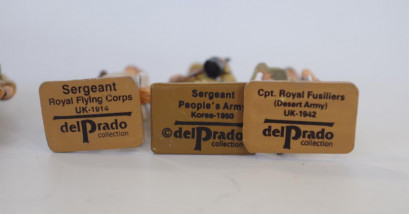 Sergeant
Royal Flying Corps
UK-1914
delPrado
collection
Sergeant
People's Army
Korea-1950
©delPrado
collection
Cpt. Royal Fusiliers
(Desert Army)
UK-1942
delPrado
collection